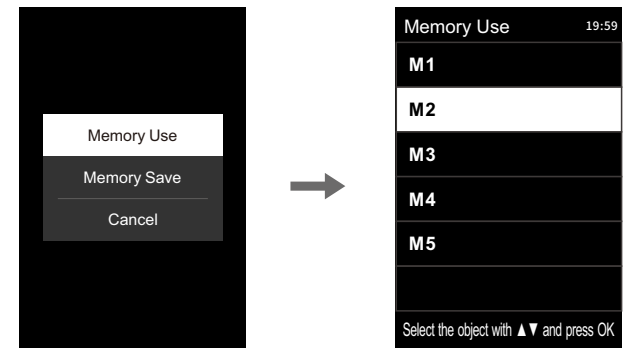 Memory Use
Memory Save
Cancel
Memory Use 19:59
M1
M2
M3
M4
M5
Select the object with ▲▼ and press OK